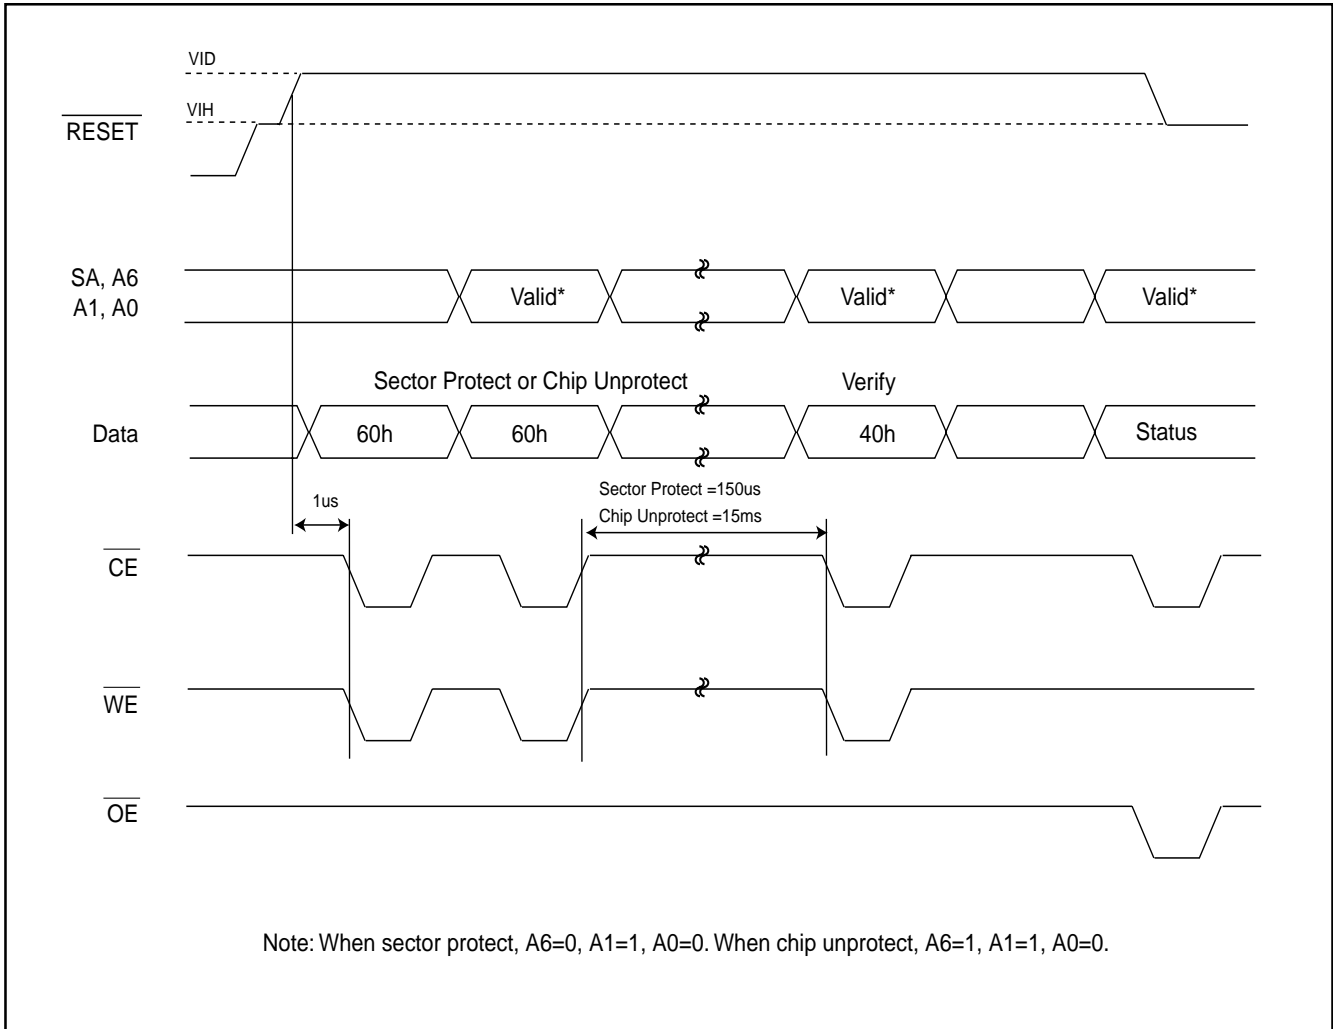 VID
VIH
RESET
SA, A6
A1, A0
Valid*
Valid*
Valid*
Sector Protect or Chip Unprotect
Verify
Data
60h
60h
40h
Status
1us
Sector Protect =150us
Chip Unprotect =15ms
CE
WE
OE
Note: When sector protect, A6=0, A1=1, A0=0. When chip unprotect, A6=1, A1=1, A0=0.